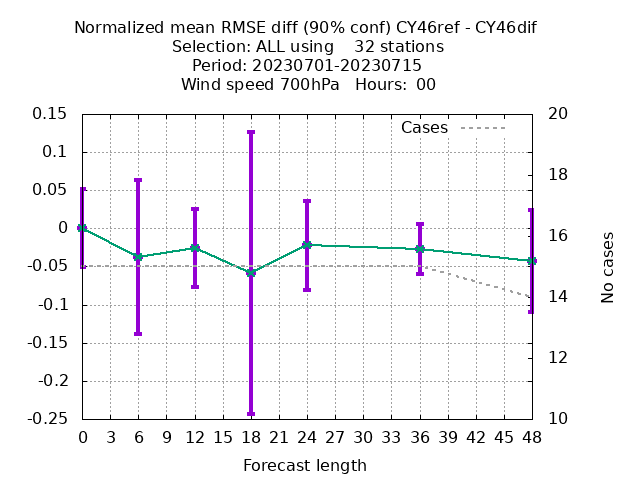 Normalized mean RMSE diff (90% conf) CY46ref - CY46dif
Selection: ALL using    32 stations
Period: 20230701-20230715
Wind speed 700hPa   Hours:  00
Cases
0.15
0.1
0.05
0
-0.05
-0.1
-0.15
-0.2
-0.25
20
18
16
14
12
10
No cases
0 3 6 9 12 15 18 21 24 27 30 33 36 39 42 45 48
Forecast length